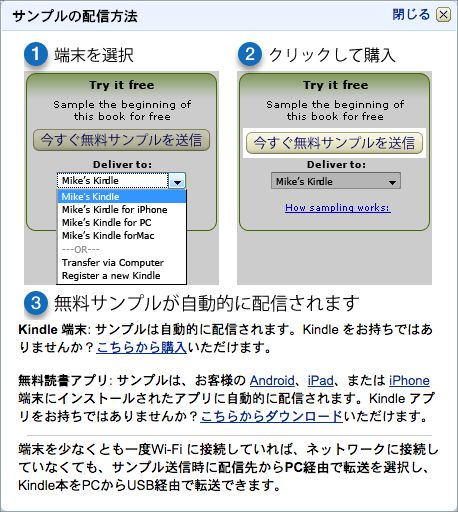 サンプルの配信方法
閉じる
1 端末を選択
Try it free
Sample the beginning of
this book for free
今すぐ無料サンプルを送信
Deliver to:
Mike's Kindle
Mike's Kindle
Mike's Kindle for iPhone
Mike's Kindle for PC
Mike's Kindle forMac
---OR---
Transfer via Computer
Register a new Kindle
2 クリックして購入
Try it free
Sample the beginning of
this book for free
今すぐ無料サンプルを送信
Deliver to:
Mike's Kindle
How sampling works:
3 無料サンプルが自動的に配信されます
Kindle 端末: サンプルは自動的に配信されます。Kindle をお持ちではあ
りませんか？こちらから購入いただけます。
無料読書アプリ: サンプルは、お客様の Android、iPad、または iPhone
端末にインストールされたアプリに自動的に配信されます。Kindle アプ
リをお持ちではありませんか？こちらからダウンロードいただけます。
端末を少なくとも一度Wi-Fi に接続していれば、ネットワークに接続し
ていなくても、サンプル送信時に配信先からPC経由で転送を選択し、
Kindle本をPCからUSB経由で転送できます。